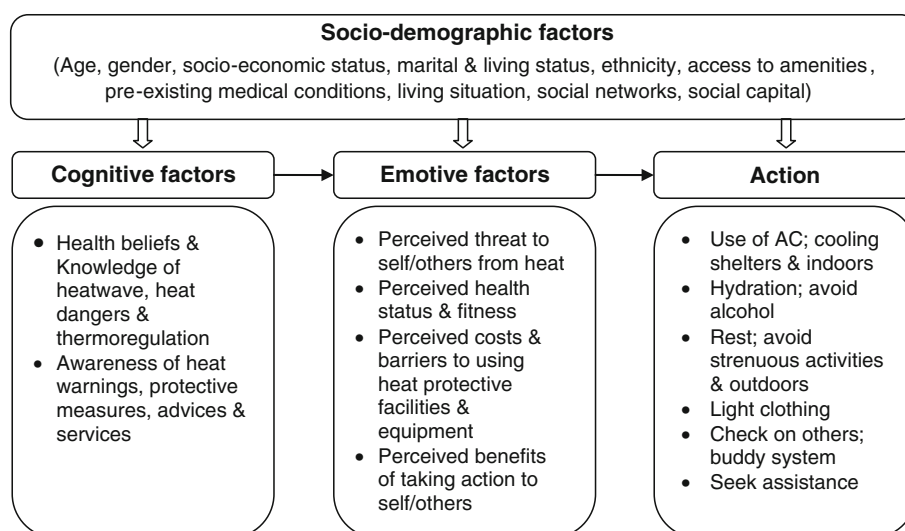 Socio-demographic factors
(Age, gender, socio-economic status, marital & living status, ethnicity, access to amenities,
pre-existing medical conditions, living situation, social networks, social capital)
Cognitive factors
Emotive factors
Action
• Health beliefs &
Knowledge of
heatwave, heat
dangers &
thermoregulation
• Awareness of heat
warnings, protective
measures, advices &
services
• Perceived threat to
self/others from heat
• Perceived health
status & fitness
• Perceived costs &
barriers to using
heat protective
facilities &
equipment
• Perceived benefits
of taking action to
self/others
• Use of AC; cooling
shelters & indoors
• Hydration; avoid
alcohol
• Rest; avoid
strenuous activities
& outdoors
• Light clothing
• Check on others;
buddy system
• Seek assistance